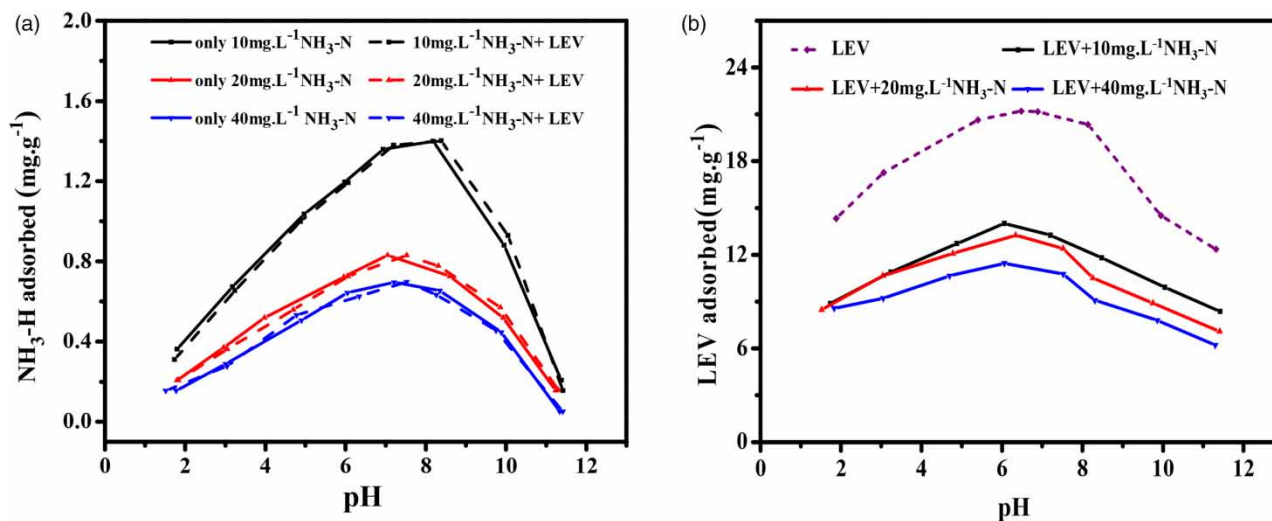 (a)
2.0
1.6
1.2
0.8
0.4
0.0
NH₃-H adsorbed (mg.g⁻¹)
only 10mg.L⁻¹NH₃-N
10mg.L⁻¹NH₃-N+ LEV
only 20mg.L⁻¹NH₃-N
20mg.L⁻¹NH₃-N+ LEV
only 40mg.L⁻¹ NH₃-N
40mg.L⁻¹NH₃-N+ LEV
0 2 4 6 8 10 12
pH
(b)
24
18
12
6
0
LEV adsorbed(mg.g⁻¹)
LEV
LEV+10mg.L⁻¹NH₃-N
LEV+20mg.L⁻¹NH₃-N
LEV+40mg.L⁻¹NH₃-N
0 2 4 6 8 10 12
pH